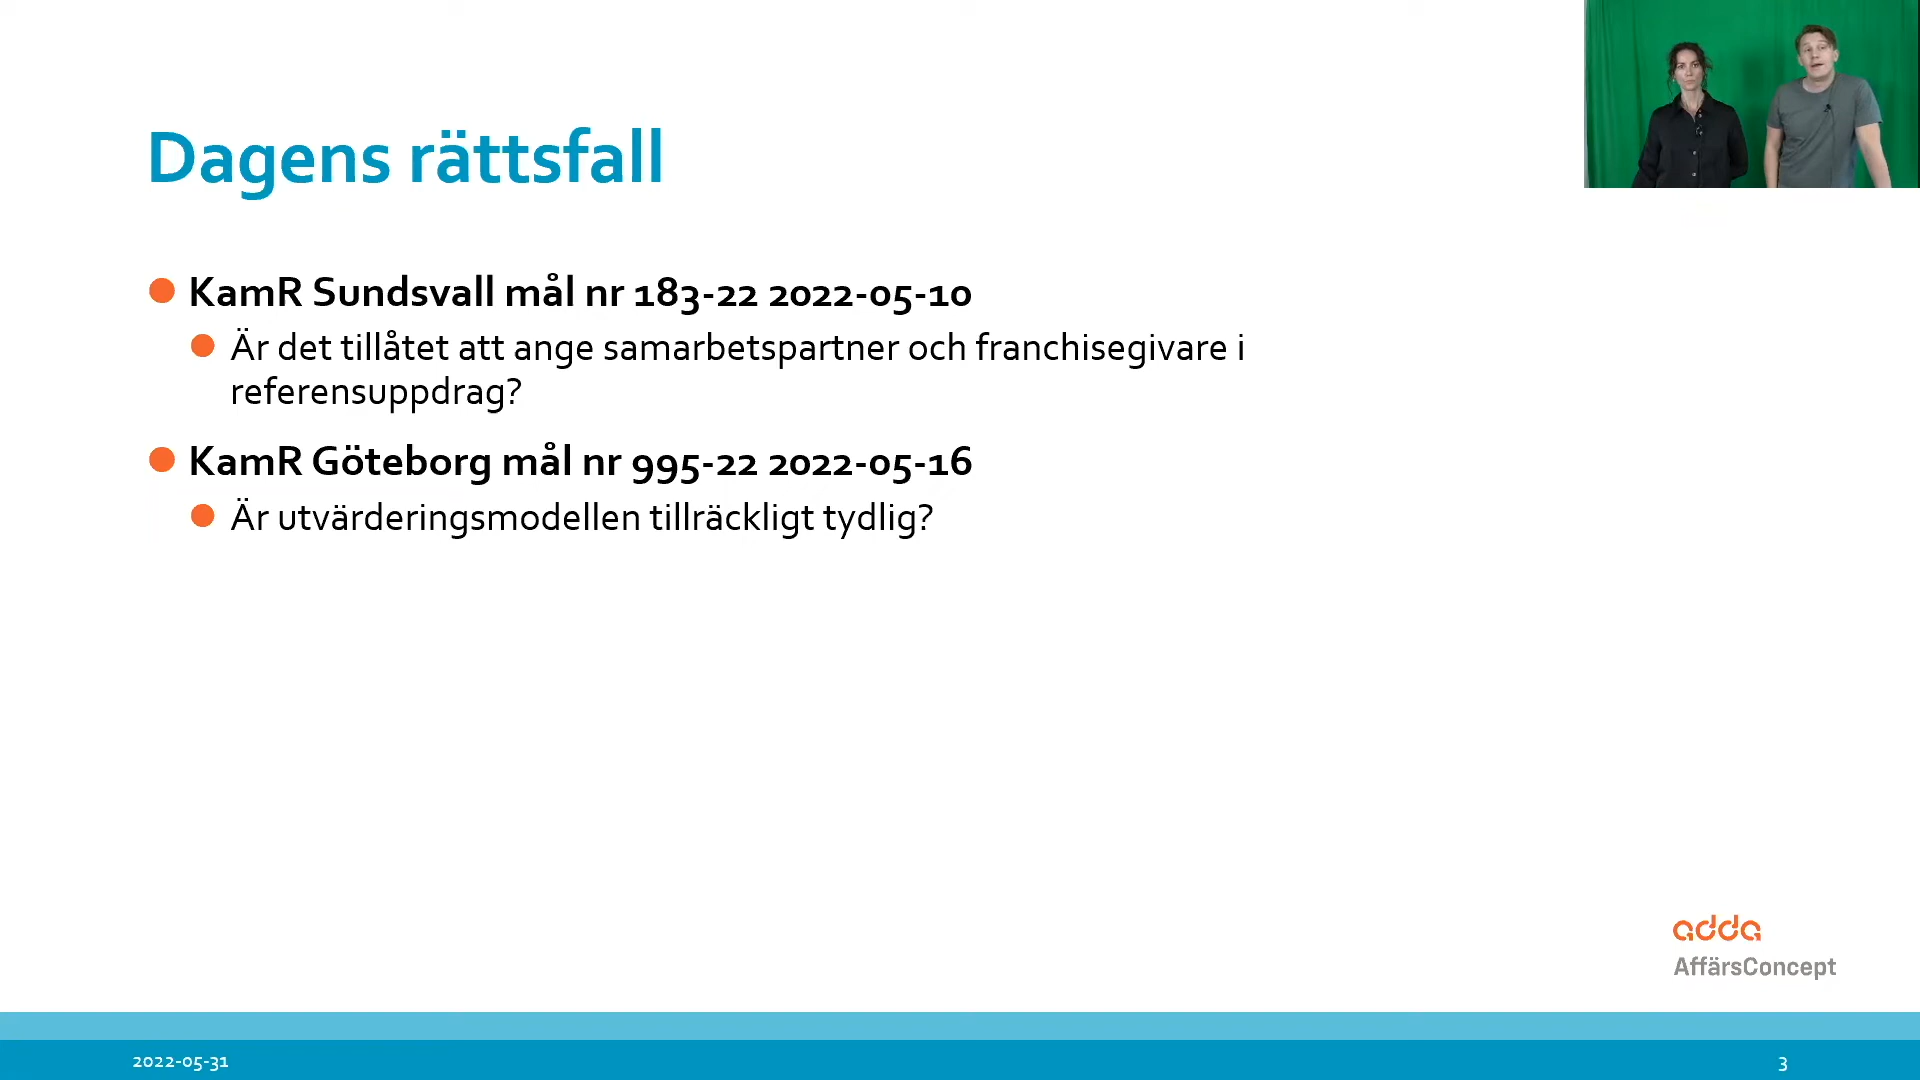 Dagens rättsfall
KamR Sundsvall mål nr 183-22 2022-05-10
Är det tillåtet att ange samarbetspartner och franchisegivare i
referensuppdrag?
KamR Göteborg mål nr 995-22 2022-05-16
Är utvärderingsmodellen tillräckligt tydlig?
adda
AffärsConcept
2022-05-31
3